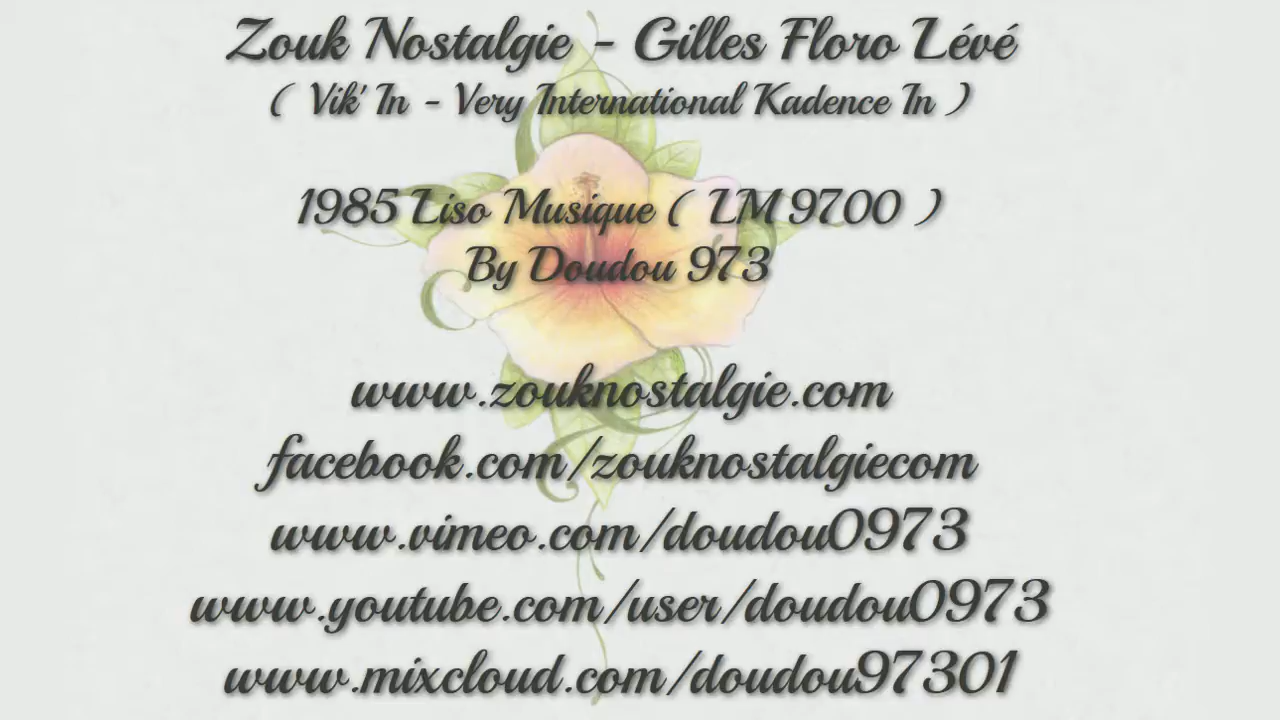 Zouk Nostalgie - Gilles Floro Lévé
( Vik' In - Very International Kadence In )
1985 Liso Musique ( LM 9700 )
By Doudou 973
www.zouknostalgie.com
facebook.com/zouknostalgiecom
www.vimeo.com/doudou0973
www.youtube.com/user/doudou0973
www.mixcloud.com/doudou97301